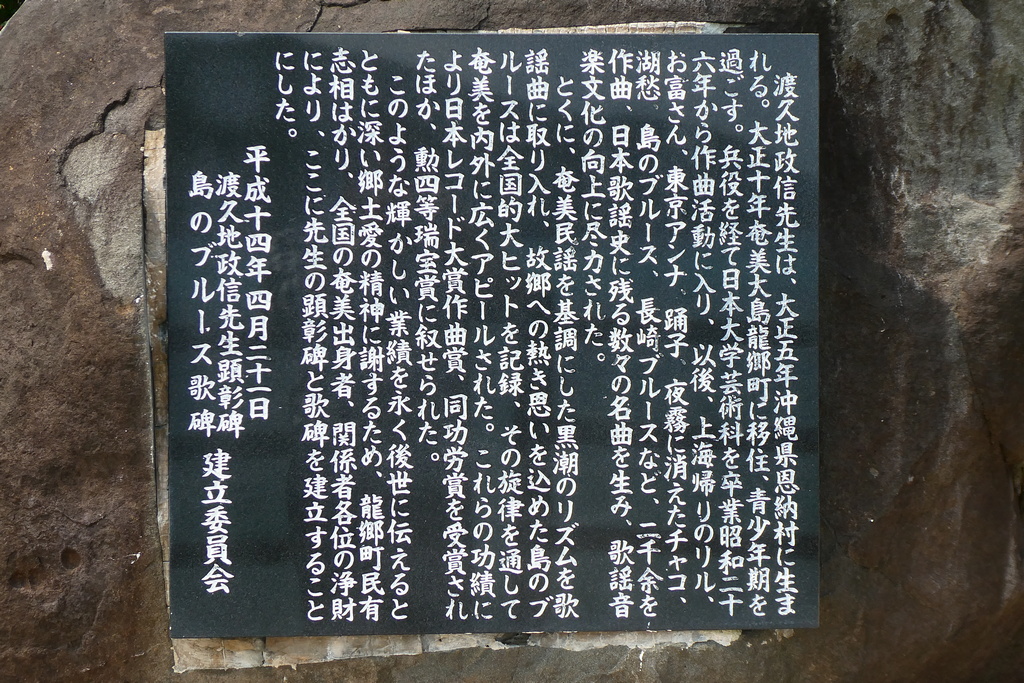 渡久地政信先生は、大正五年沖縄県恩納村に生ま
れる。大正十年奄美大島龍郷町に移住、青少年期を
過ごす。兵役を経て日本大学芸術科を卒業昭和二十
六年から作曲活動に入り、以後、上海帰りのリル、
お富さん、東京アンナ、踊子、夜霧に消えたチャコ、
湖愁、島のブルース、長崎ブルースなど、二千余を
作曲、日本歌謡史に残る数々の名曲を生み、歌謡音
楽文化の向上に尽力された。
とくに、奄美民謡を基調にした黒潮のリズムを歌
謡曲に取り入れ、故郷への熱き思いを込めた島のブ
ルースは全国的大ヒットを記録、その旋律を通して
奄美を内外に広くアピールされた。これらの功績に
より日本レコード大賞作曲賞、同功労賞を受賞され
たほか、勲四等瑞宝賞に叙せられた。
このような輝かしい業績を永く後世に伝えると
ともに深い郷土愛の精神に謝するため、龍郷町民有
志相はかり、全国の奄美出身者、関係者各位の浄財
により、ここに先生の顕彰碑と歌碑を建立すること
にした。
平成十四年四月二十一日
渡久地政信先生顕彰碑
島のブルース歌碑 建立委員会